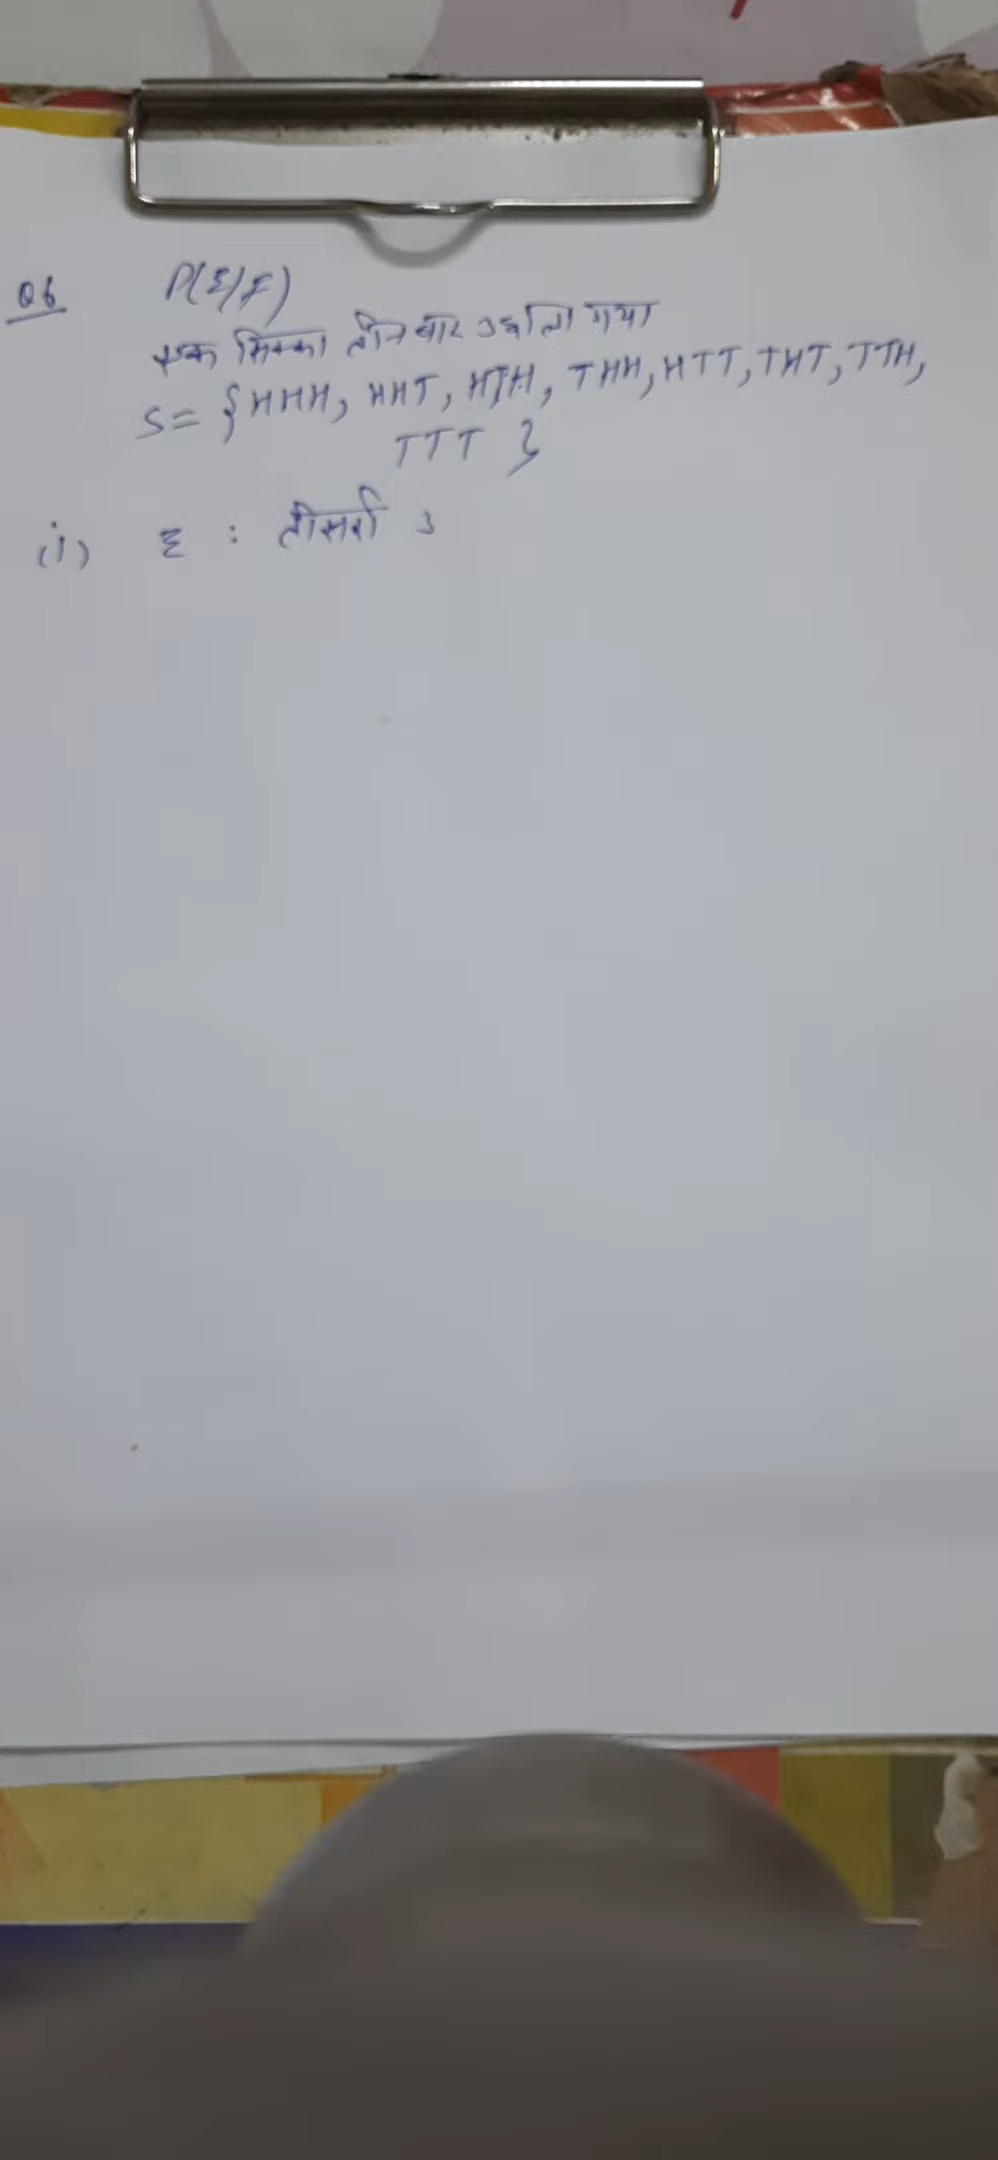 Q6 P(E/F)
एक सिक्का तीन बार उछाला गया
S = {HHH, HHT, HTH, THH, HTT, THT, TTH,
TTT }
(i) E : तीसरी उ